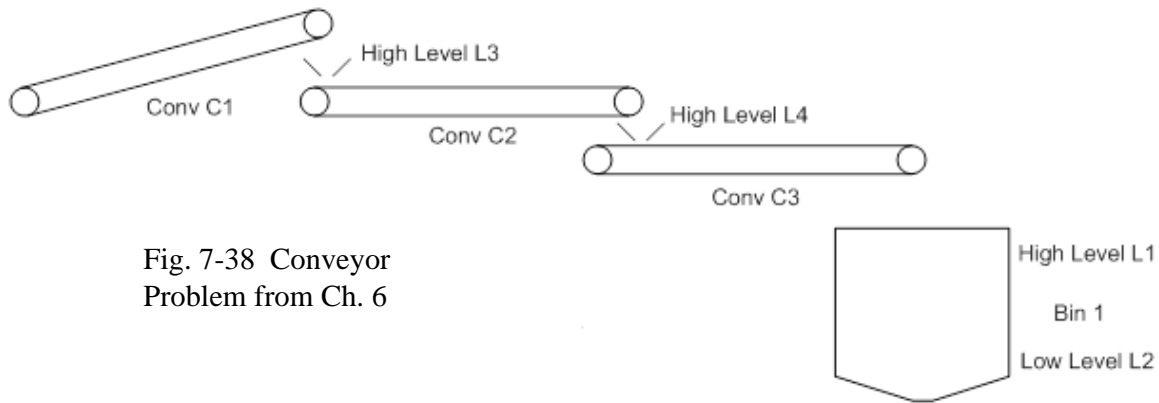 High Level L3
Conv C1
High Level L4
Conv C2
Conv C3
Fig. 7-38 Conveyor
Problem from Ch. 6
High Level L1
Bin 1
Low Level L2